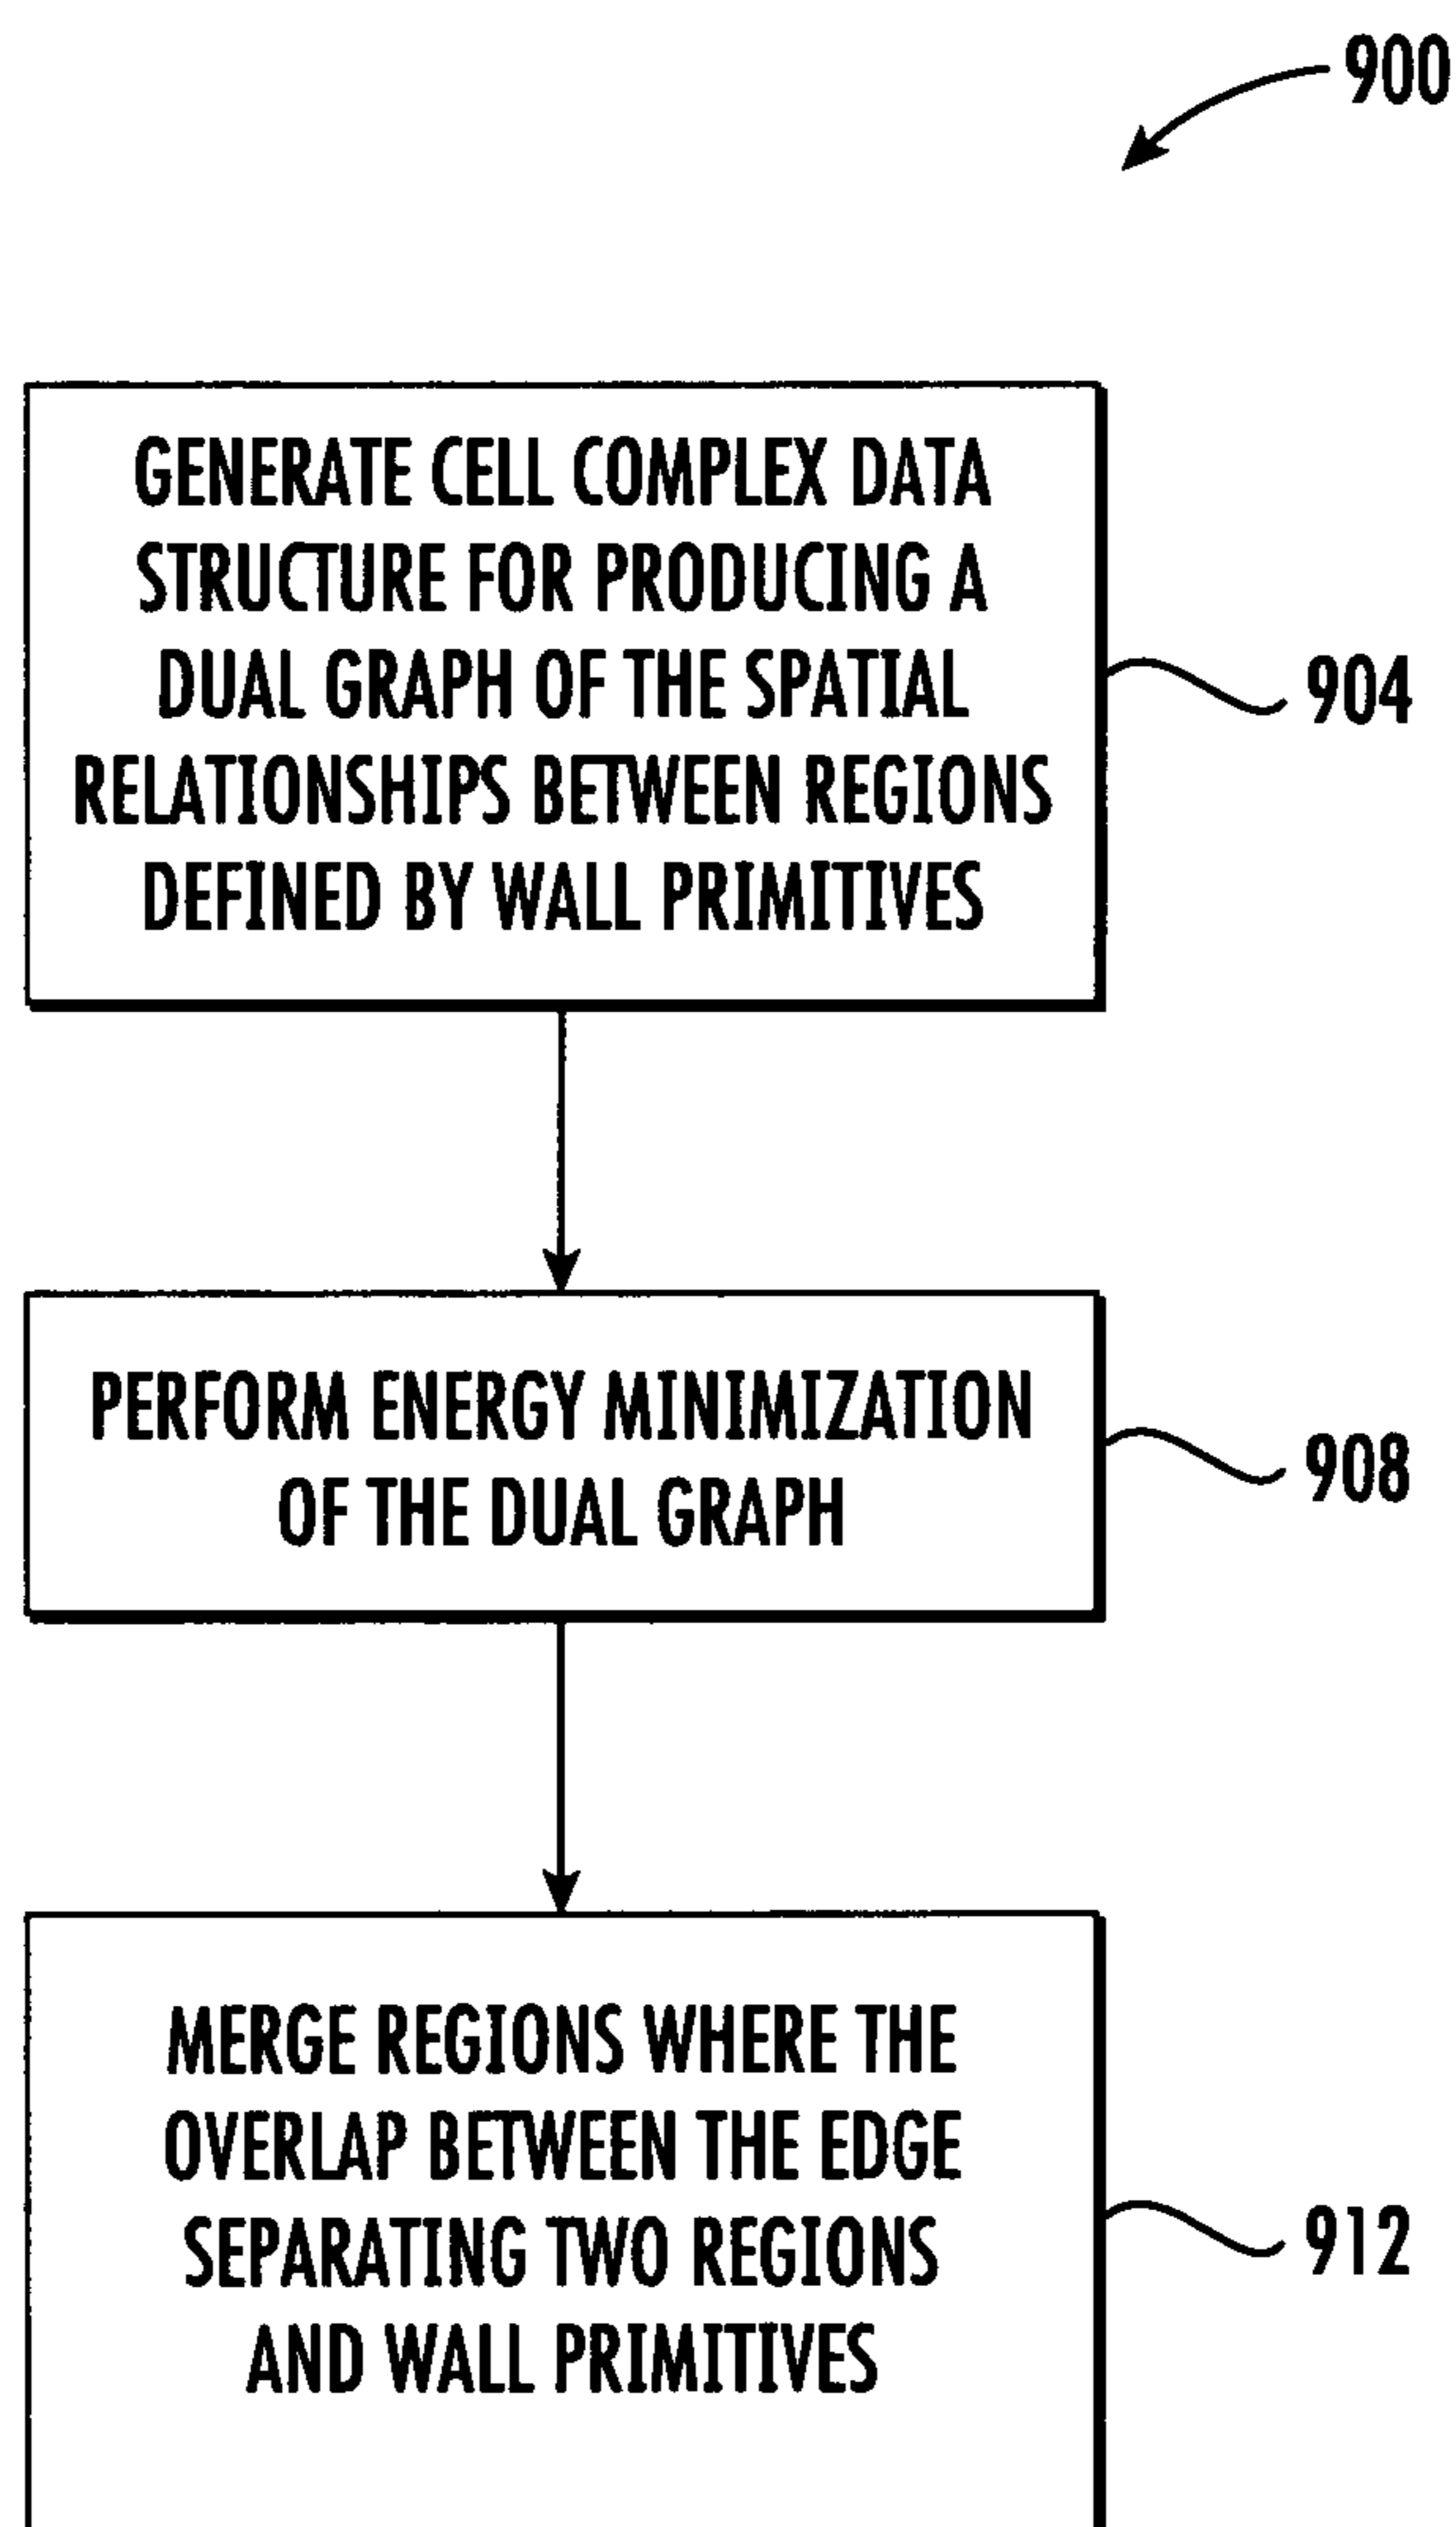 900
GENERATE CELL COMPLEX DATA
STRUCTURE FOR PRODUCING A
DUAL GRAPH OF THE SPATIAL
RELATIONSHIPS BETWEEN REGIONS
DEFINED BY WALL PRIMITIVES
904
PERFORM ENERGY MINIMIZATION
OF THE DUAL GRAPH
908
MERGE REGIONS WHERE THE
OVERLAP BETWEEN THE EDGE
SEPARATING TWO REGIONS
AND WALL PRIMITIVES
912